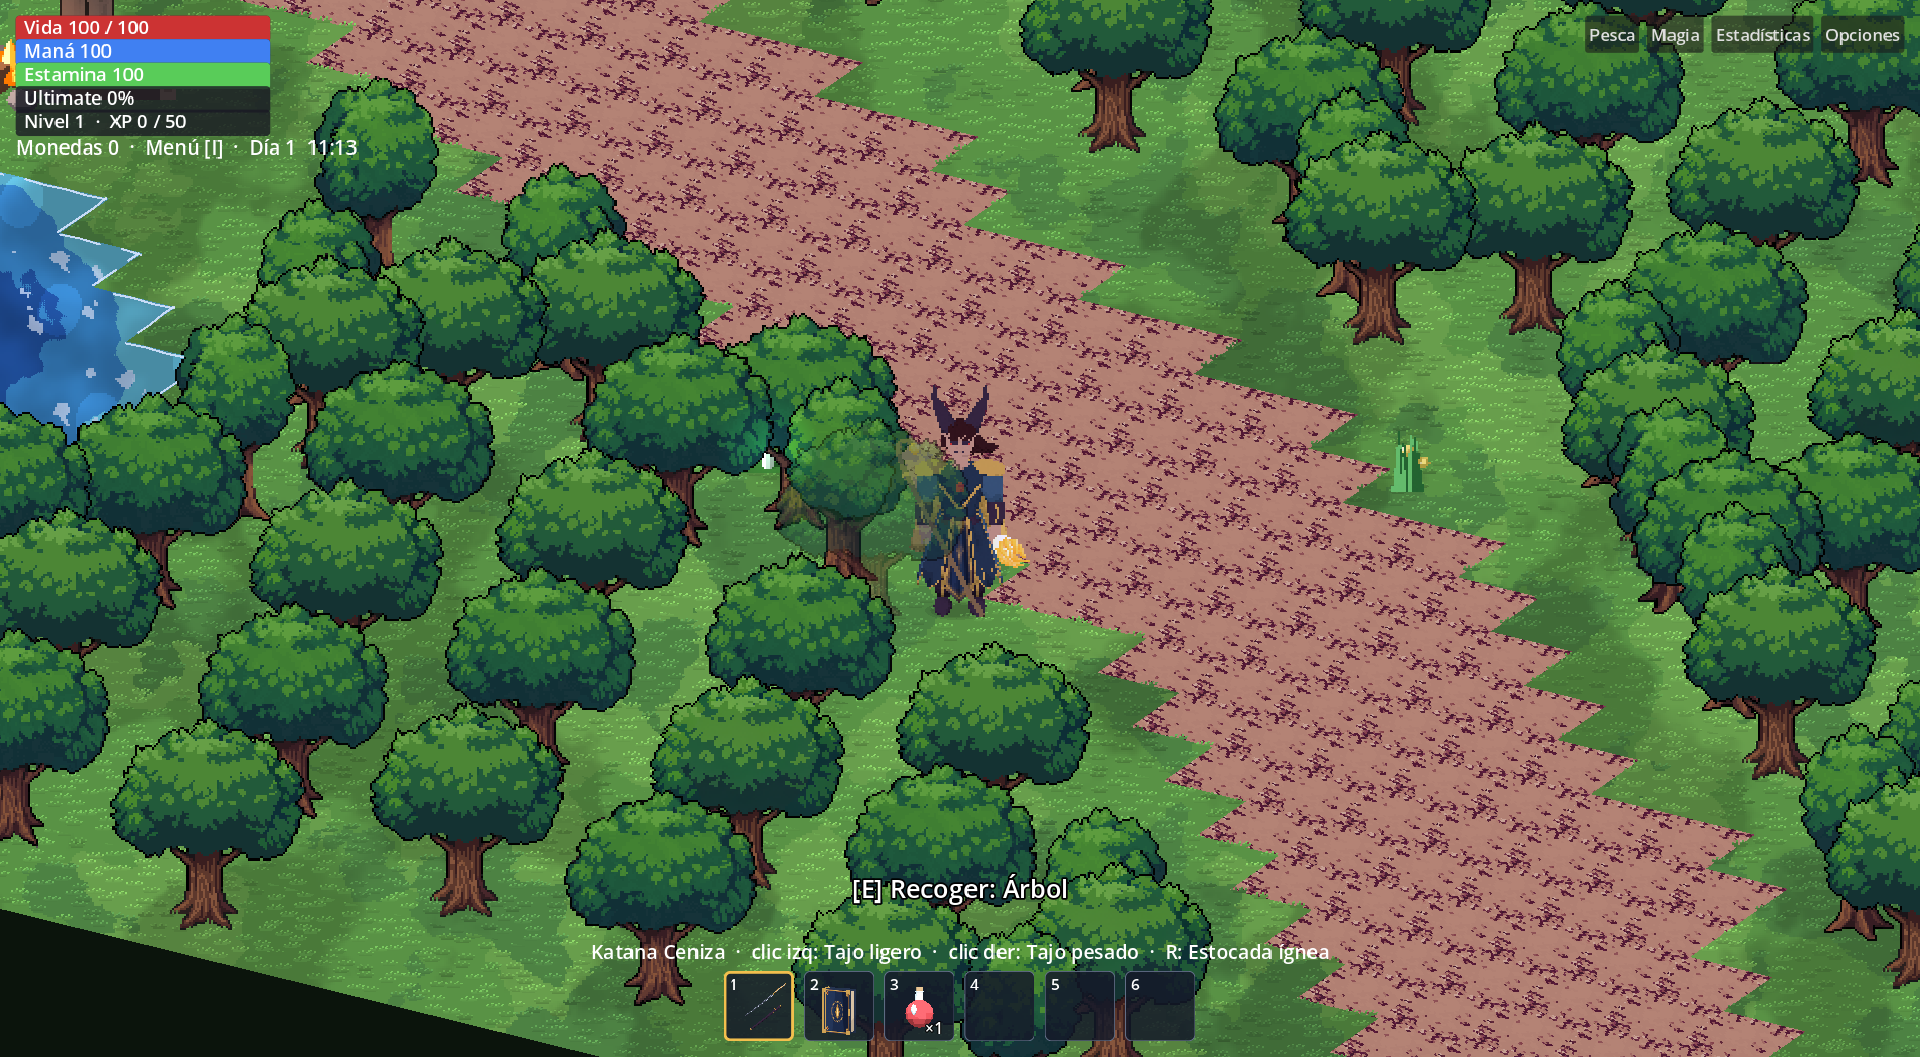 Vida 100 / 100
Maná 100
Estamina 100
Ultimate 0%
Nivel 1 · XP 0 / 50
Monedas 0 · Menú [I] · Día 1 11:13
Pesca Magia Estadísticas Opciones
[E] Recoger: Árbol
Katana Ceniza · clic izq: Tajo ligero · clic der: Tajo pesado · R: Estocada ígnea
1 2 3 4 5 6
×1